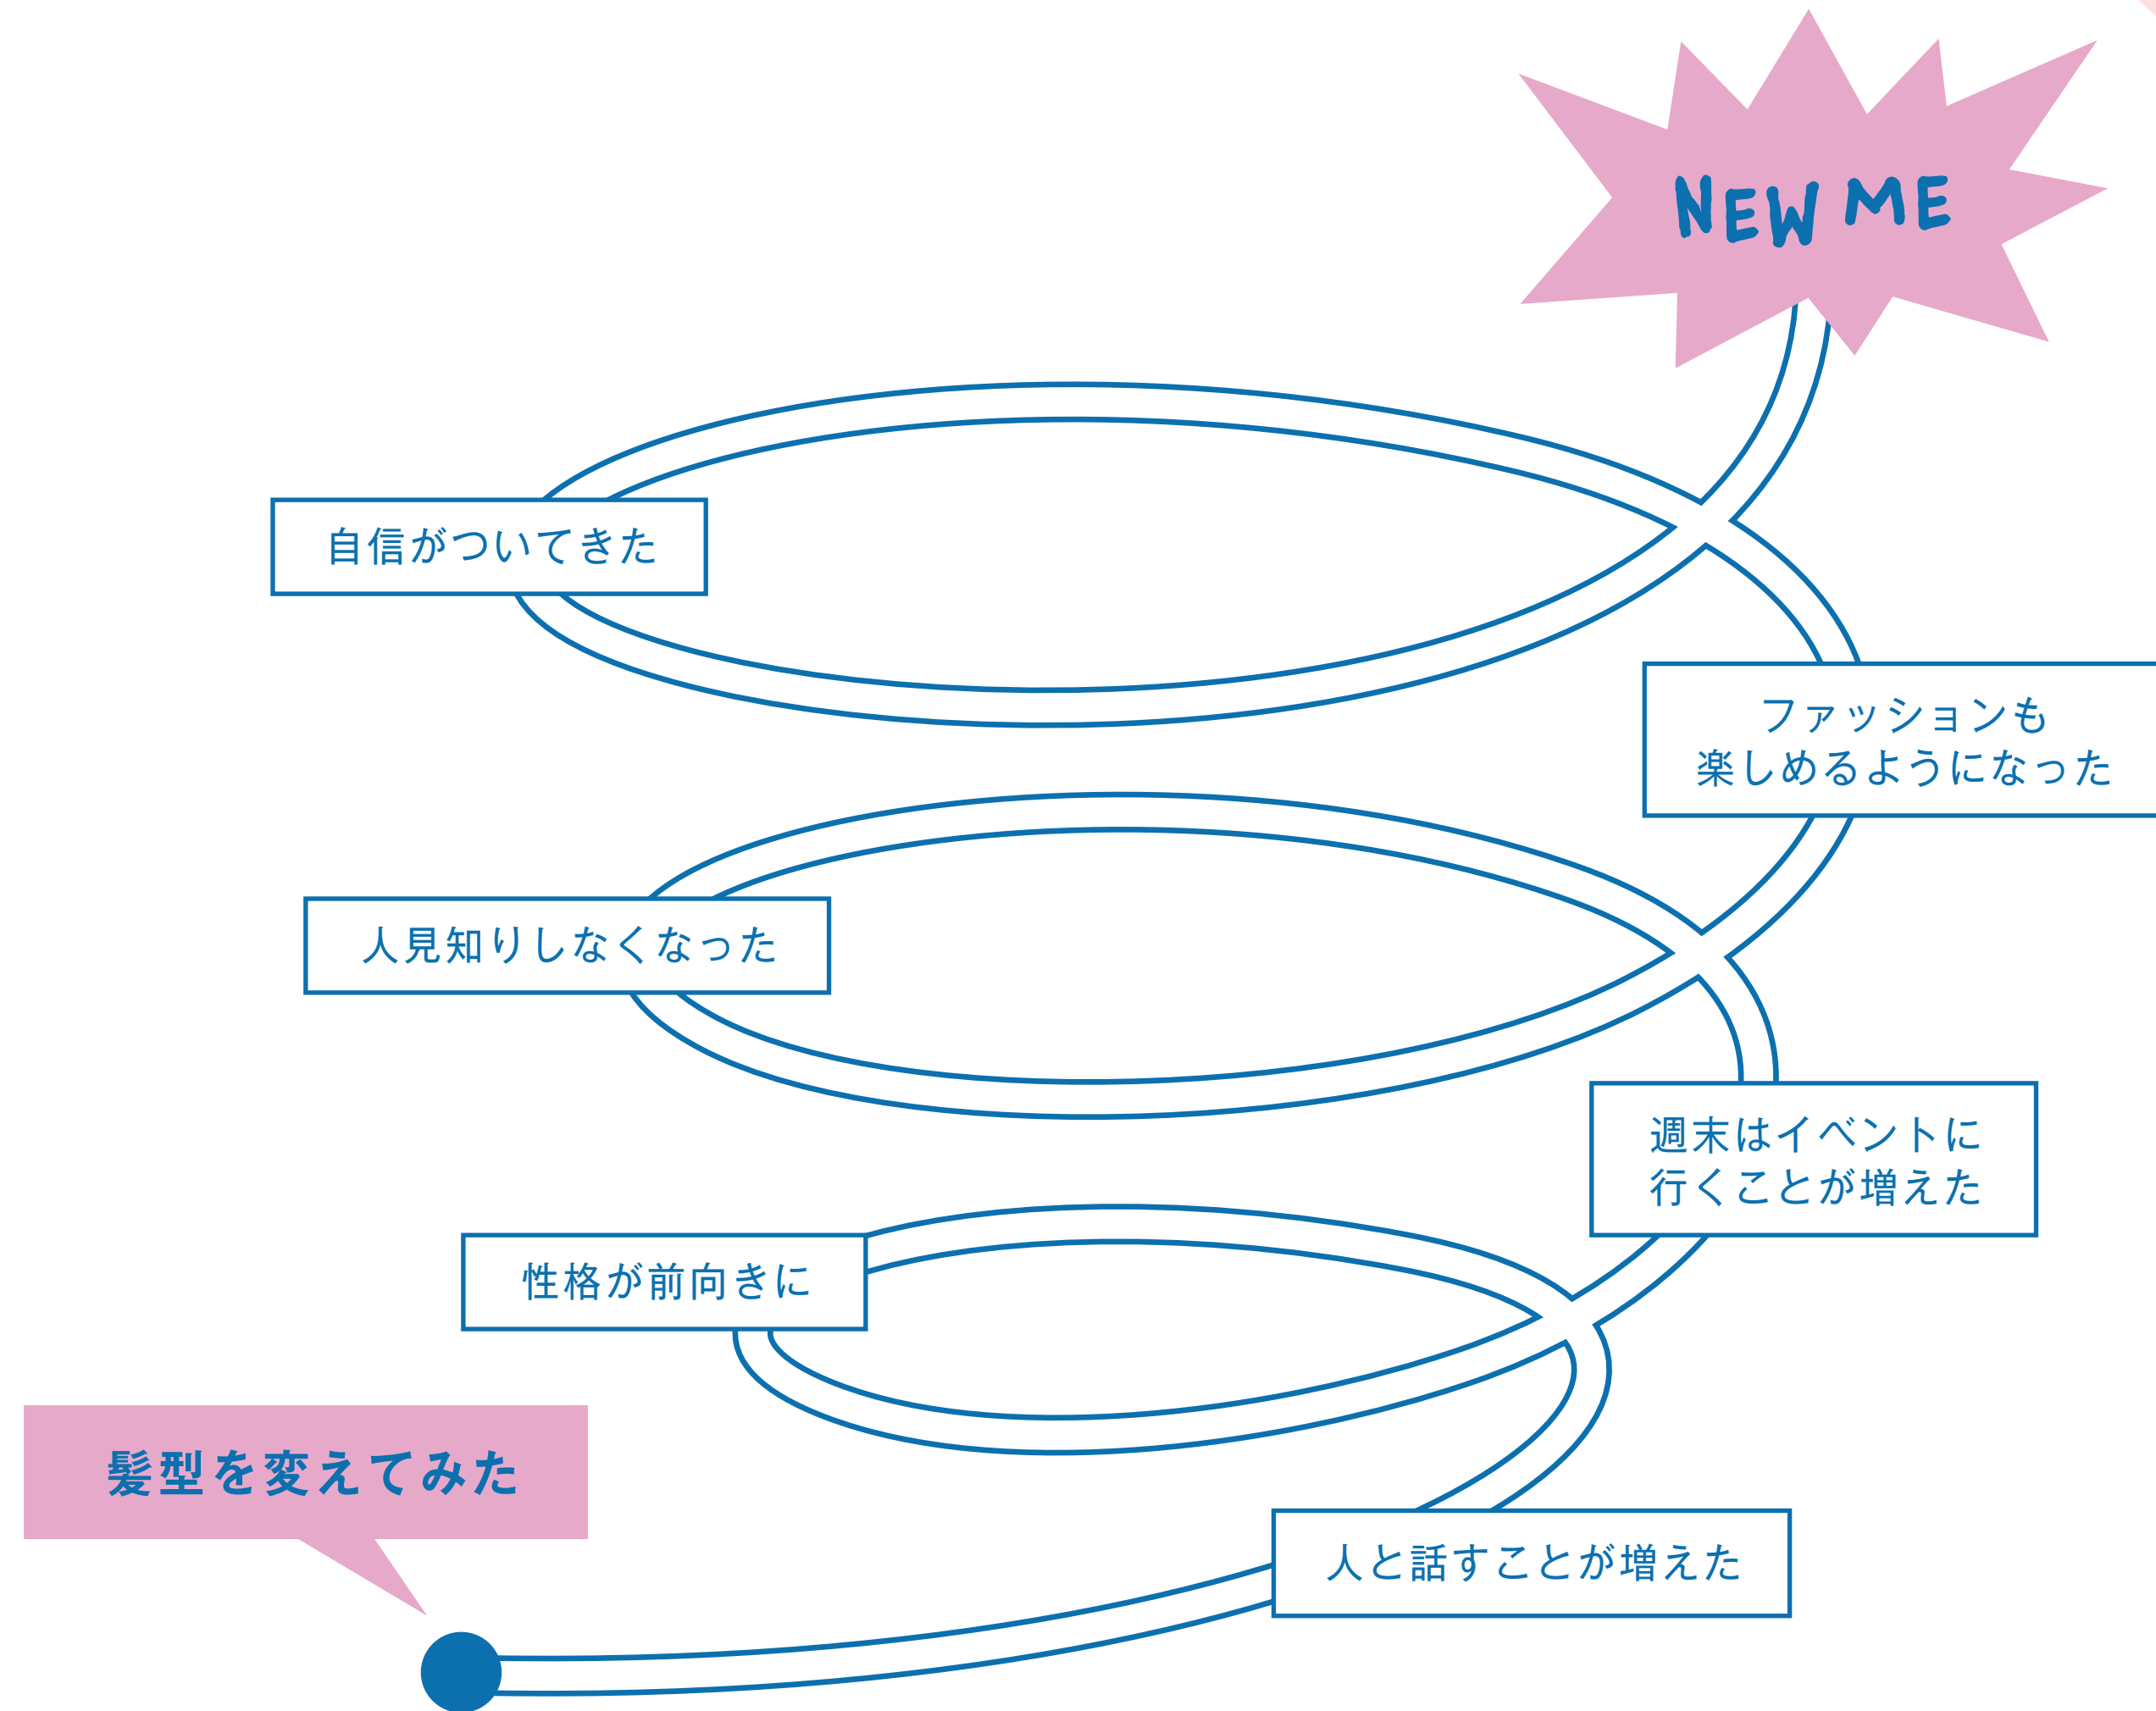 NEW ME
自信がついてきた
ファッションも
楽しめるようになった
人見知りしなくなった
週末はイベントに
行くことが増えた
性格が前向きに
髪型を変えてみた
人と話すことが増えた